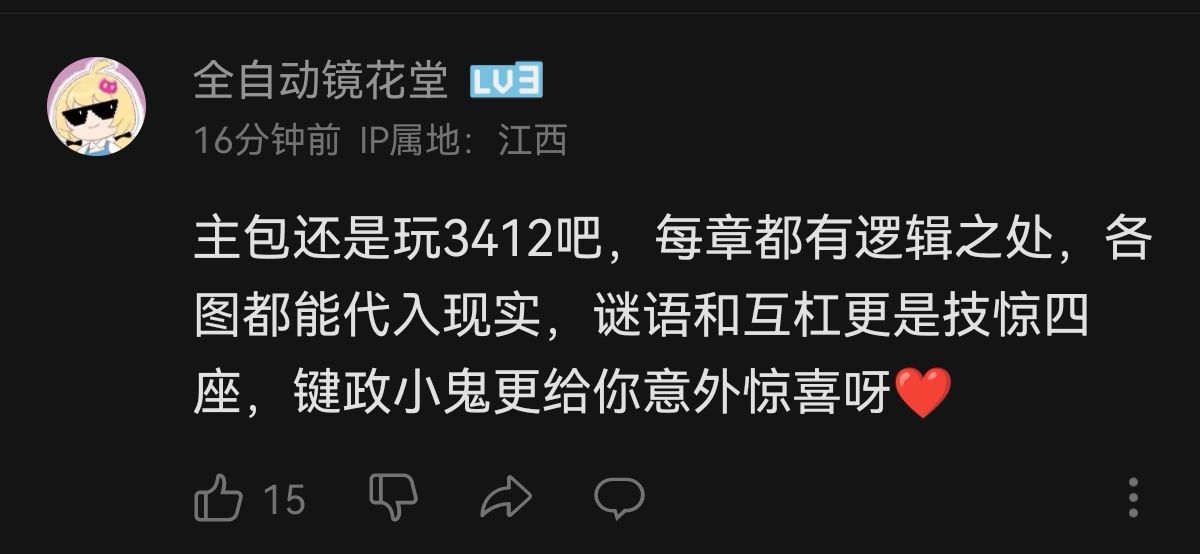 全自动镜花堂 LV3
16分钟前 IP属地：江西
主包还是玩3412吧，每章都有逻辑之处，各
图都能代入现实，谜语和互杠更是技惊四
座，键政小鬼更给你意外惊喜呀❤️
15